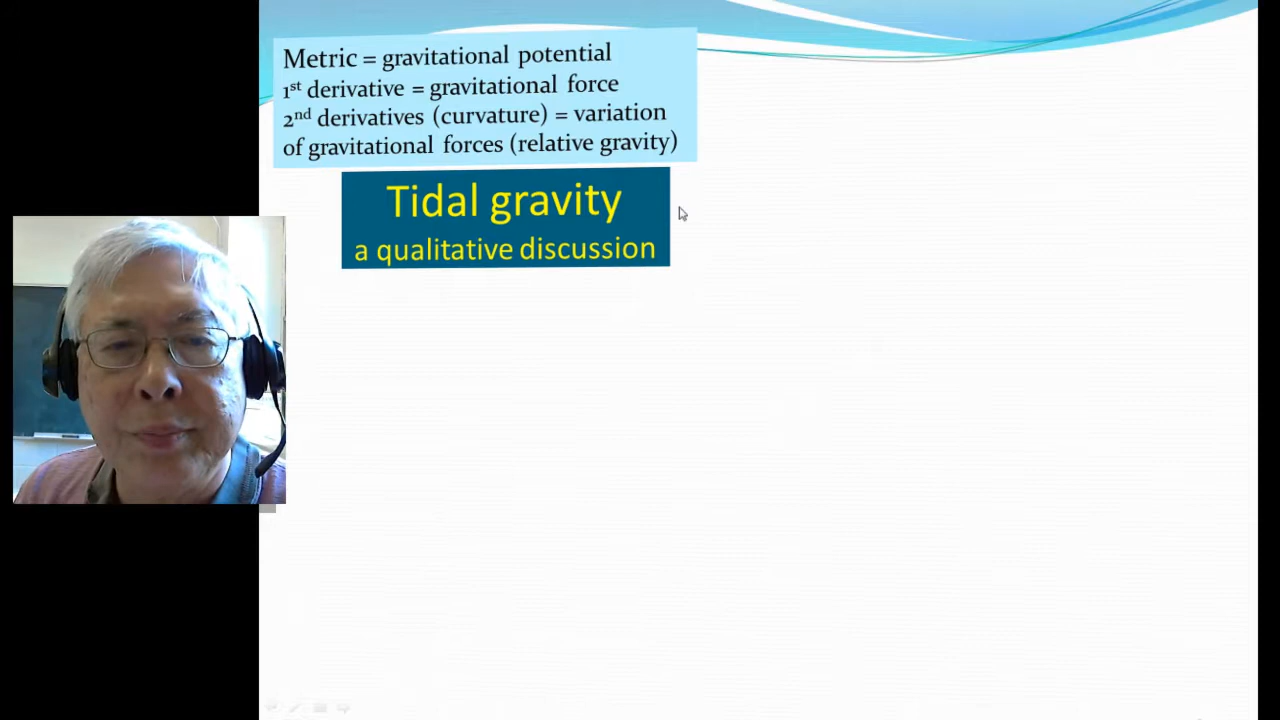 Metric = gravitational potential
1st derivative = gravitational force
2nd derivatives (curvature) = variation
of gravitational forces (relative gravity)
Tidal gravity
a qualitative discussion